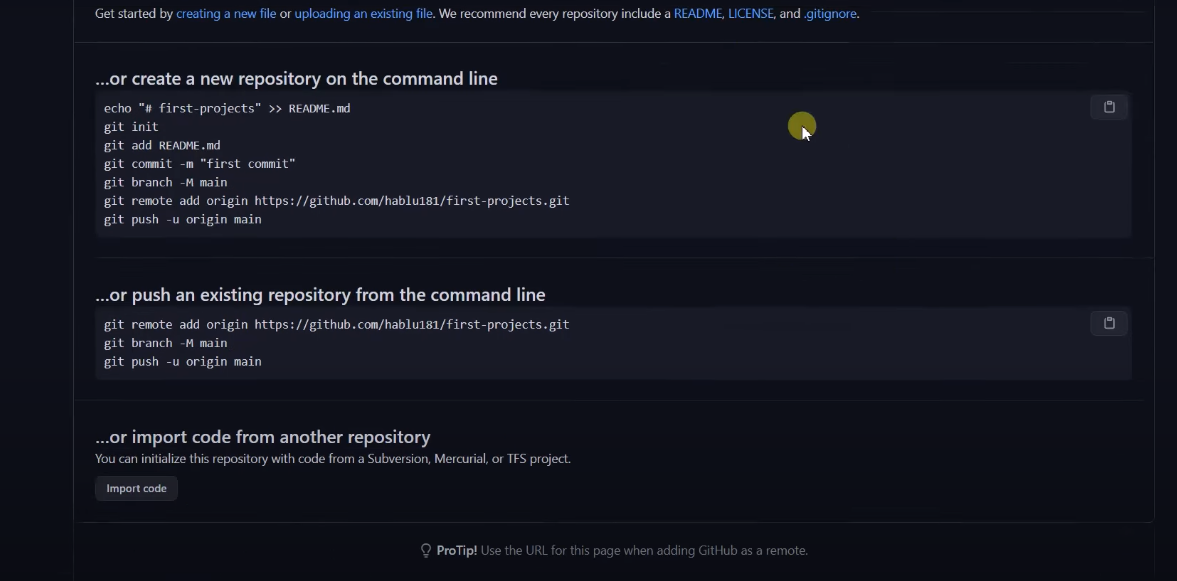 Get started by creating a new file or uploading an existing file. We recommend every repository include a README, LICENSE, and .gitignore.
...or create a new repository on the command line
echo "# first-projects" >> README.md
git init
git add README.md
git commit -m "first commit"
git branch -M main
git remote add origin https://github.com/hablu181/first-projects.git
git push -u origin main
...or push an existing repository from the command line
git remote add origin https://github.com/hablu181/first-projects.git
git branch -M main
git push -u origin main
...or import code from another repository
You can initialize this repository with code from a Subversion, Mercurial, or TFS project.
Import code
ProTip! Use the URL for this page when adding GitHub as a remote.